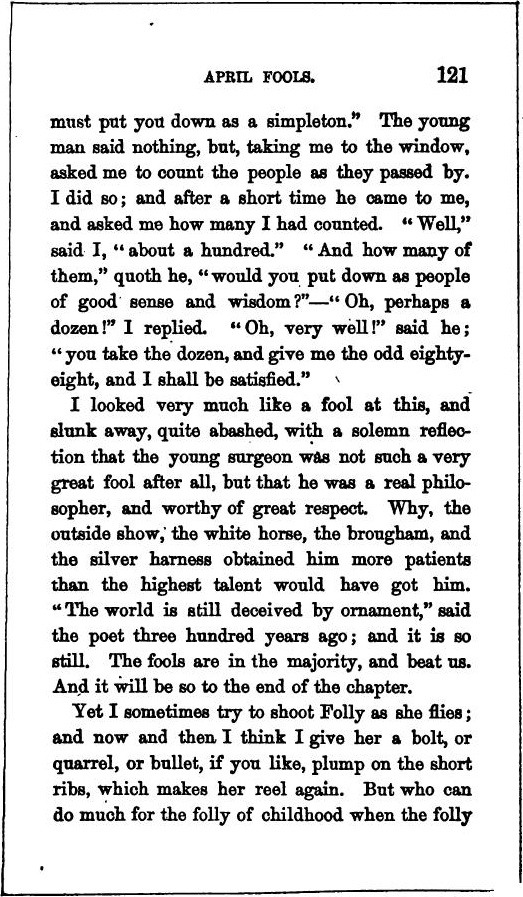 APRIL FOOLS. 121
must put you down as a simpleton.” The young
man said nothing, but, taking me to the window,
asked me to count the people as they passed by.
I did so; and after a short time he came to me,
and asked me how many I had counted. “Well,”
said I, “about a hundred.” “And how many of
them,” quoth he, “would you put down as people
of good sense and wisdom?”—“Oh, perhaps a
dozen!” I replied. “Oh, very well!” said he;
“you take the dozen, and give me the odd eighty-
eight, and I shall be satisfied.”
I looked very much like a fool at this, and
slunk away, quite abashed, with a solemn reflec-
tion that the young surgeon was not such a very
great fool after all, but that he was a real philo-
sopher, and worthy of great respect. Why, the
outside show, the white horse, the brougham, and
the silver harness obtained him more patients
than the highest talent would have got him.
“The world is still deceived by ornament,” said
the poet three hundred years ago; and it is so
still. The fools are in the majority, and beat us.
And it will be so to the end of the chapter.
Yet I sometimes try to shoot Folly as she flies;
and now and then I think I give her a bolt, or
quarrel, or bullet, if you like, plump on the short
ribs, which makes her reel again. But who can
do much for the folly of childhood when the folly